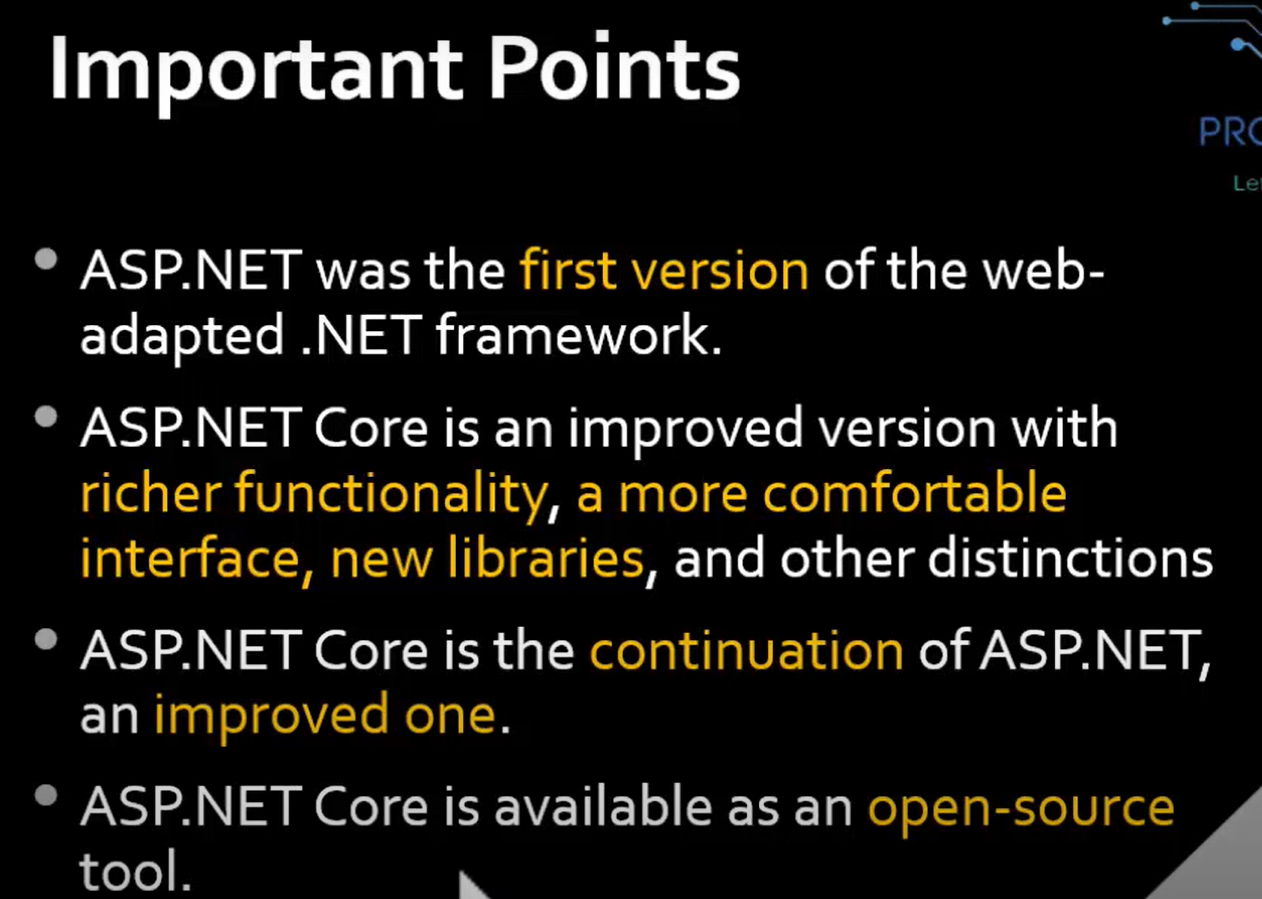 Important Points
PRO
Let
• ASP.NET was the first version of the web-
adapted .NET framework.
• ASP.NET Core is an improved version with
richer functionality, a more comfortable
interface, new libraries, and other distinctions
• ASP.NET Core is the continuation of ASP.NET,
an improved one.
• ASP.NET Core is available as an open-source
tool.